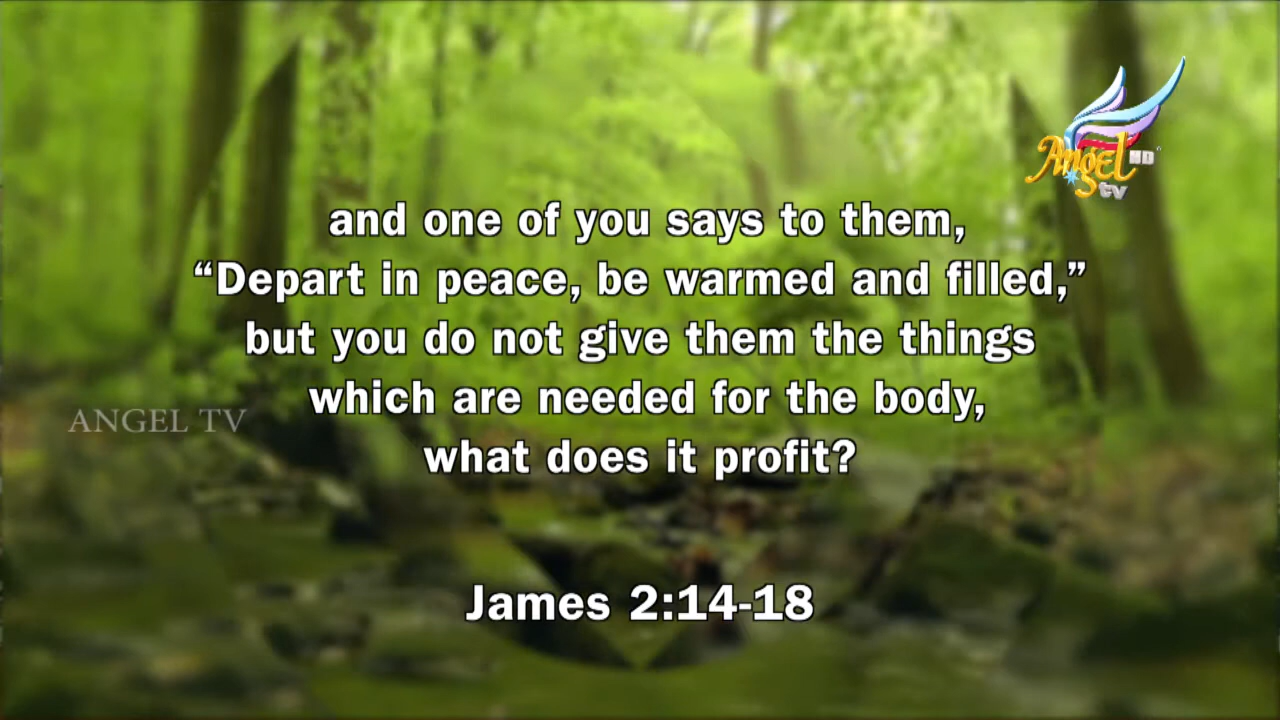 Angel HD
tv
and one of you says to them,
“Depart in peace, be warmed and filled,”
but you do not give them the things
which are needed for the body,
ANGEL TV
what does it profit?
James 2:14-18